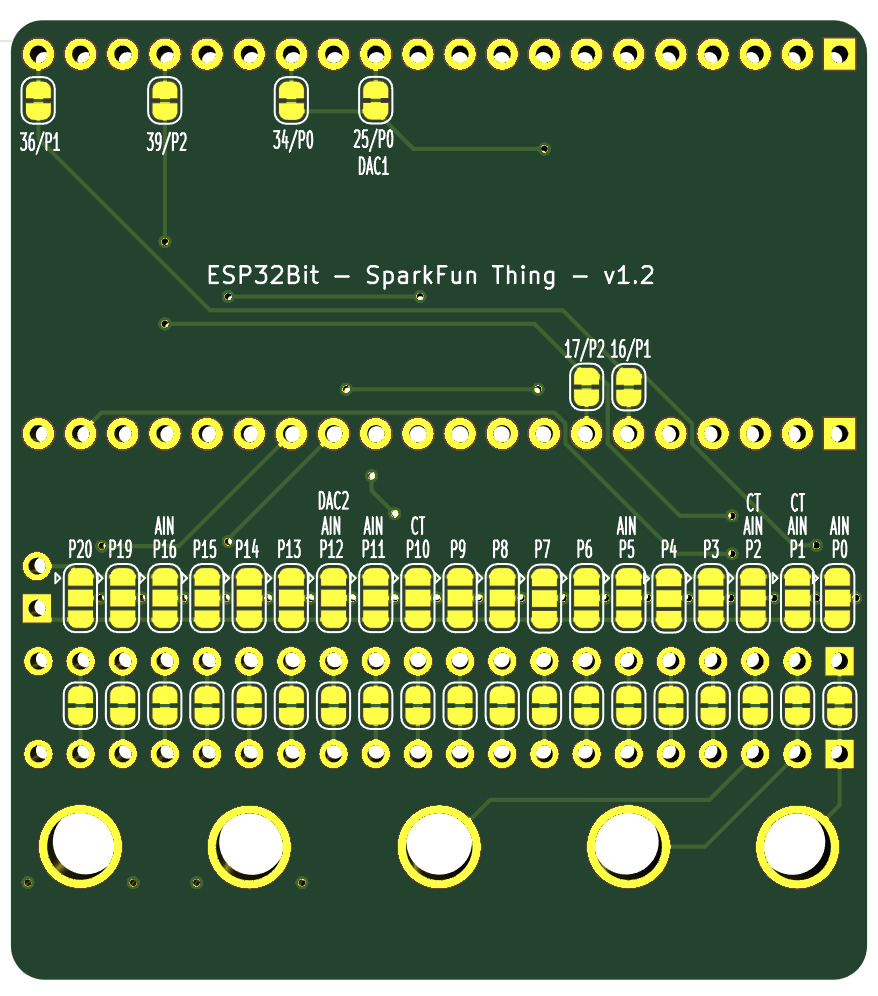 36/P1 39/P2 34/P0 25/P0
DAC1
ESP32Bit – SparkFun Thing – v1.2
17/P2 16/P1
DAC2 CT CT
AIN AIN AIN CT AIN AIN AIN AIN
P20 P19 P16 P15 P14 P13 P12 P11 P10 P9 P8 P7 P6 P5 P4 P3 P2 P1 P0